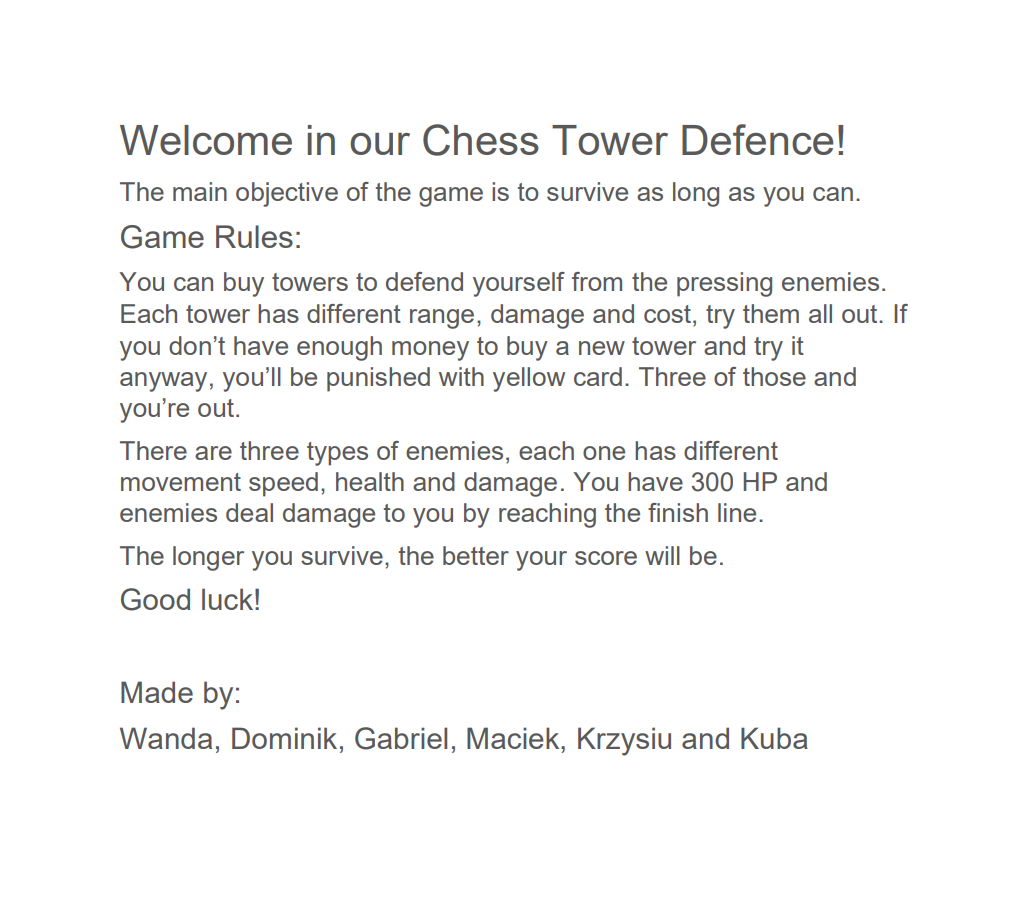 Welcome in our Chess Tower Defence!
The main objective of the game is to survive as long as you can.
Game Rules:
You can buy towers to defend yourself from the pressing enemies.
Each tower has different range, damage and cost, try them all out. If
you don’t have enough money to buy a new tower and try it
anyway, you’ll be punished with yellow card. Three of those and
you’re out.
There are three types of enemies, each one has different
movement speed, health and damage. You have 300 HP and
enemies deal damage to you by reaching the finish line.
The longer you survive, the better your score will be.
Good luck!
Made by:
Wanda, Dominik, Gabriel, Maciek, Krzysiu and Kuba